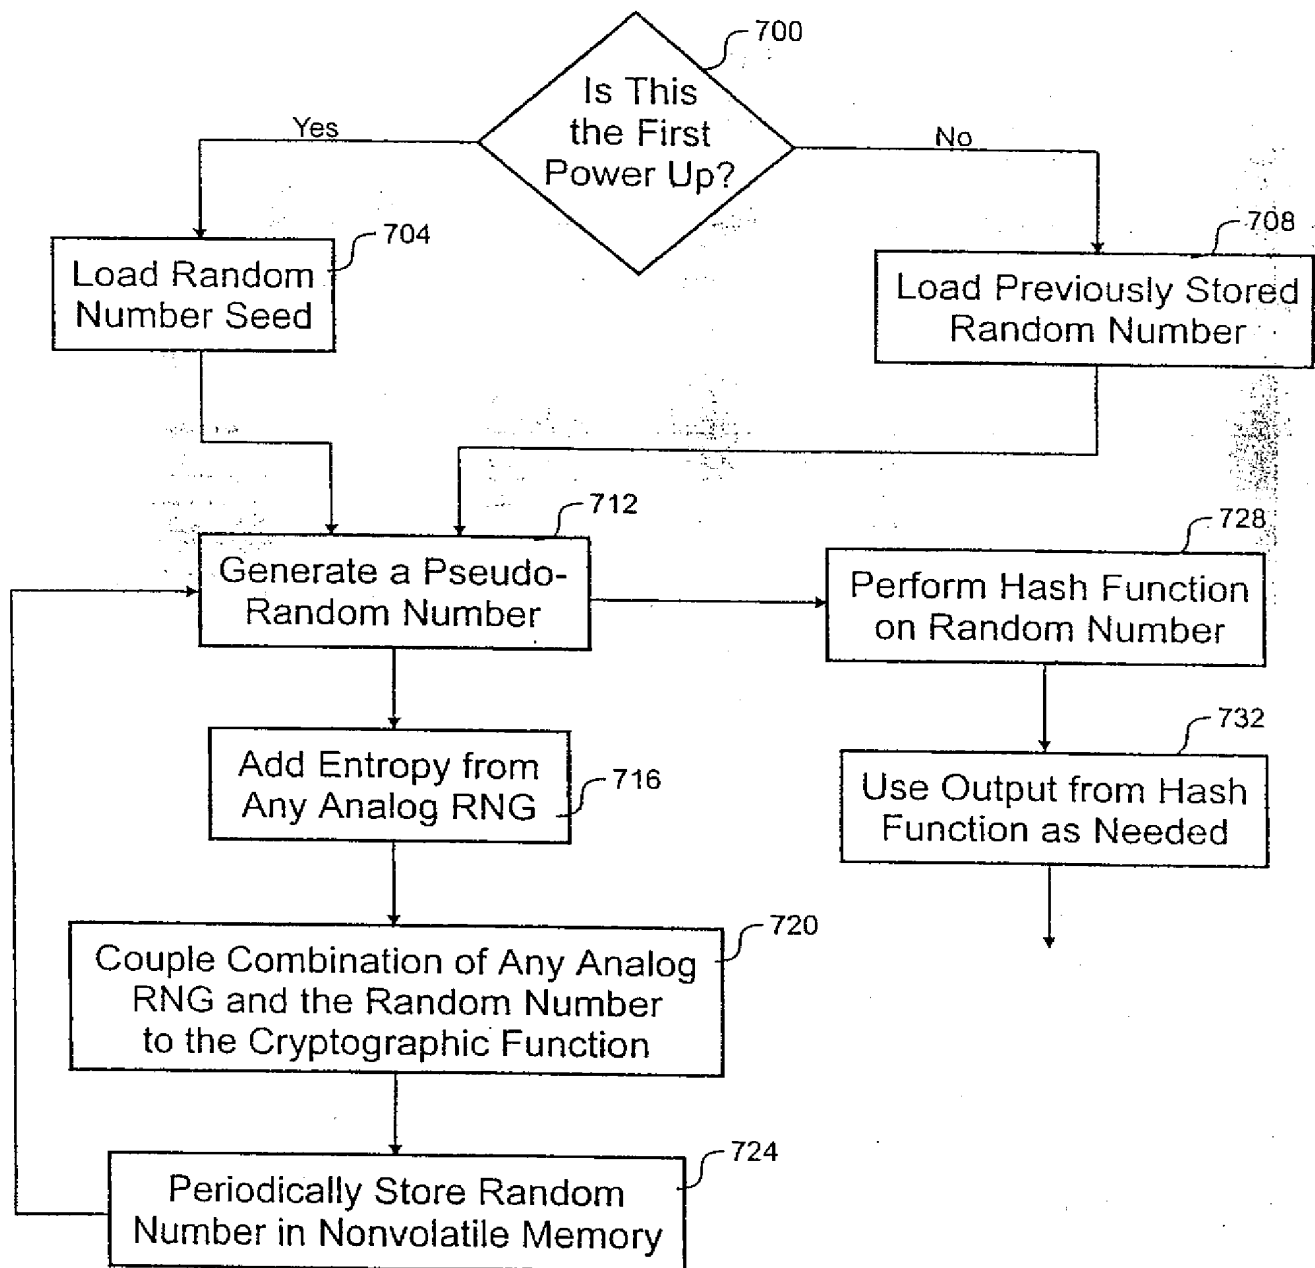 700
Is This
the First
Power Up?
Yes
No
704
Load Random
Number Seed
708
Load Previously Stored
Random Number
712
Generate a Pseudo-
Random Number
728
Perform Hash Function
on Random Number
Add Entropy from
Any Analog RNG
716
732
Use Output from Hash
Function as Needed
720
Couple Combination of Any Analog
RNG and the Random Number
to the Cryptographic Function
724
Periodically Store Random
Number in Nonvolatile Memory